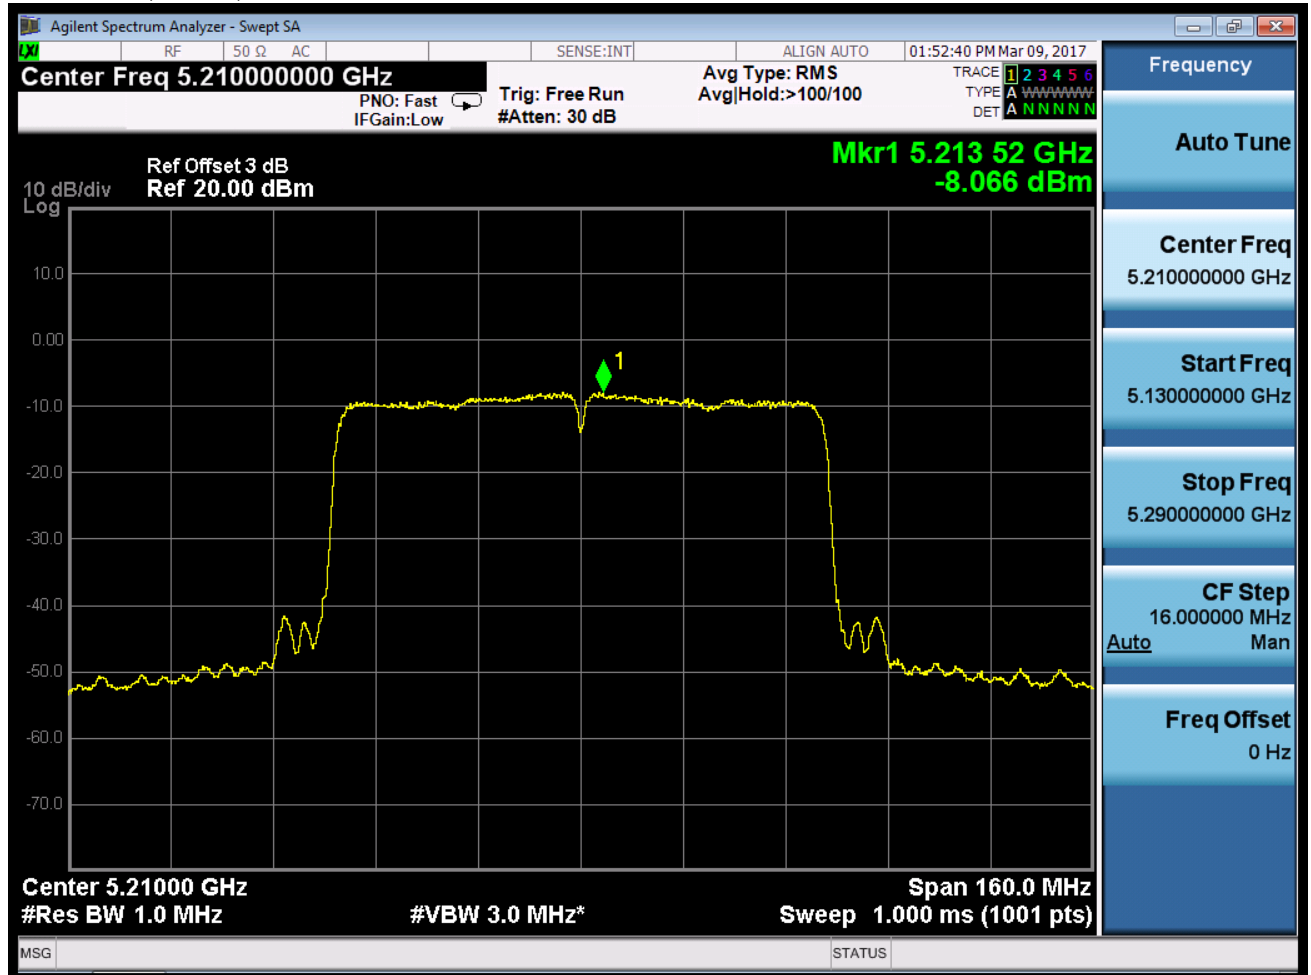 Agilent Spectrum Analyzer - Swept SA
LXI RF 50 Ω AC SENSE:INT ALIGN AUTO 01:52:40 PM Mar 09, 2017
Center Freq 5.210000000 GHz
PNO: Fast
IFGain:Low
Trig: Free Run
#Atten: 30 dB
Avg Type: RMS
Avg|Hold:>100/100
TRACE 1 2 3 4 5 6
TYPE A WWWWW
DET A N N N N N
Mkr1 5.213 52 GHz
-8.066 dBm
Ref Offset 3 dB
10 dB/div Ref 20.00 dBm
Log
10.0
0.00
1
-10.0
-20.0
-30.0
-40.0
-50.0
-60.0
-70.0
Center 5.21000 GHz Span 160.0 MHz
#Res BW 1.0 MHz #VBW 3.0 MHz* Sweep 1.000 ms (1001 pts)
MSG STATUS
Frequency
Auto Tune
Center Freq
5.210000000 GHz
Start Freq
5.130000000 GHz
Stop Freq
5.290000000 GHz
CF Step
16.000000 MHz
Auto Man
Freq Offset
0 Hz